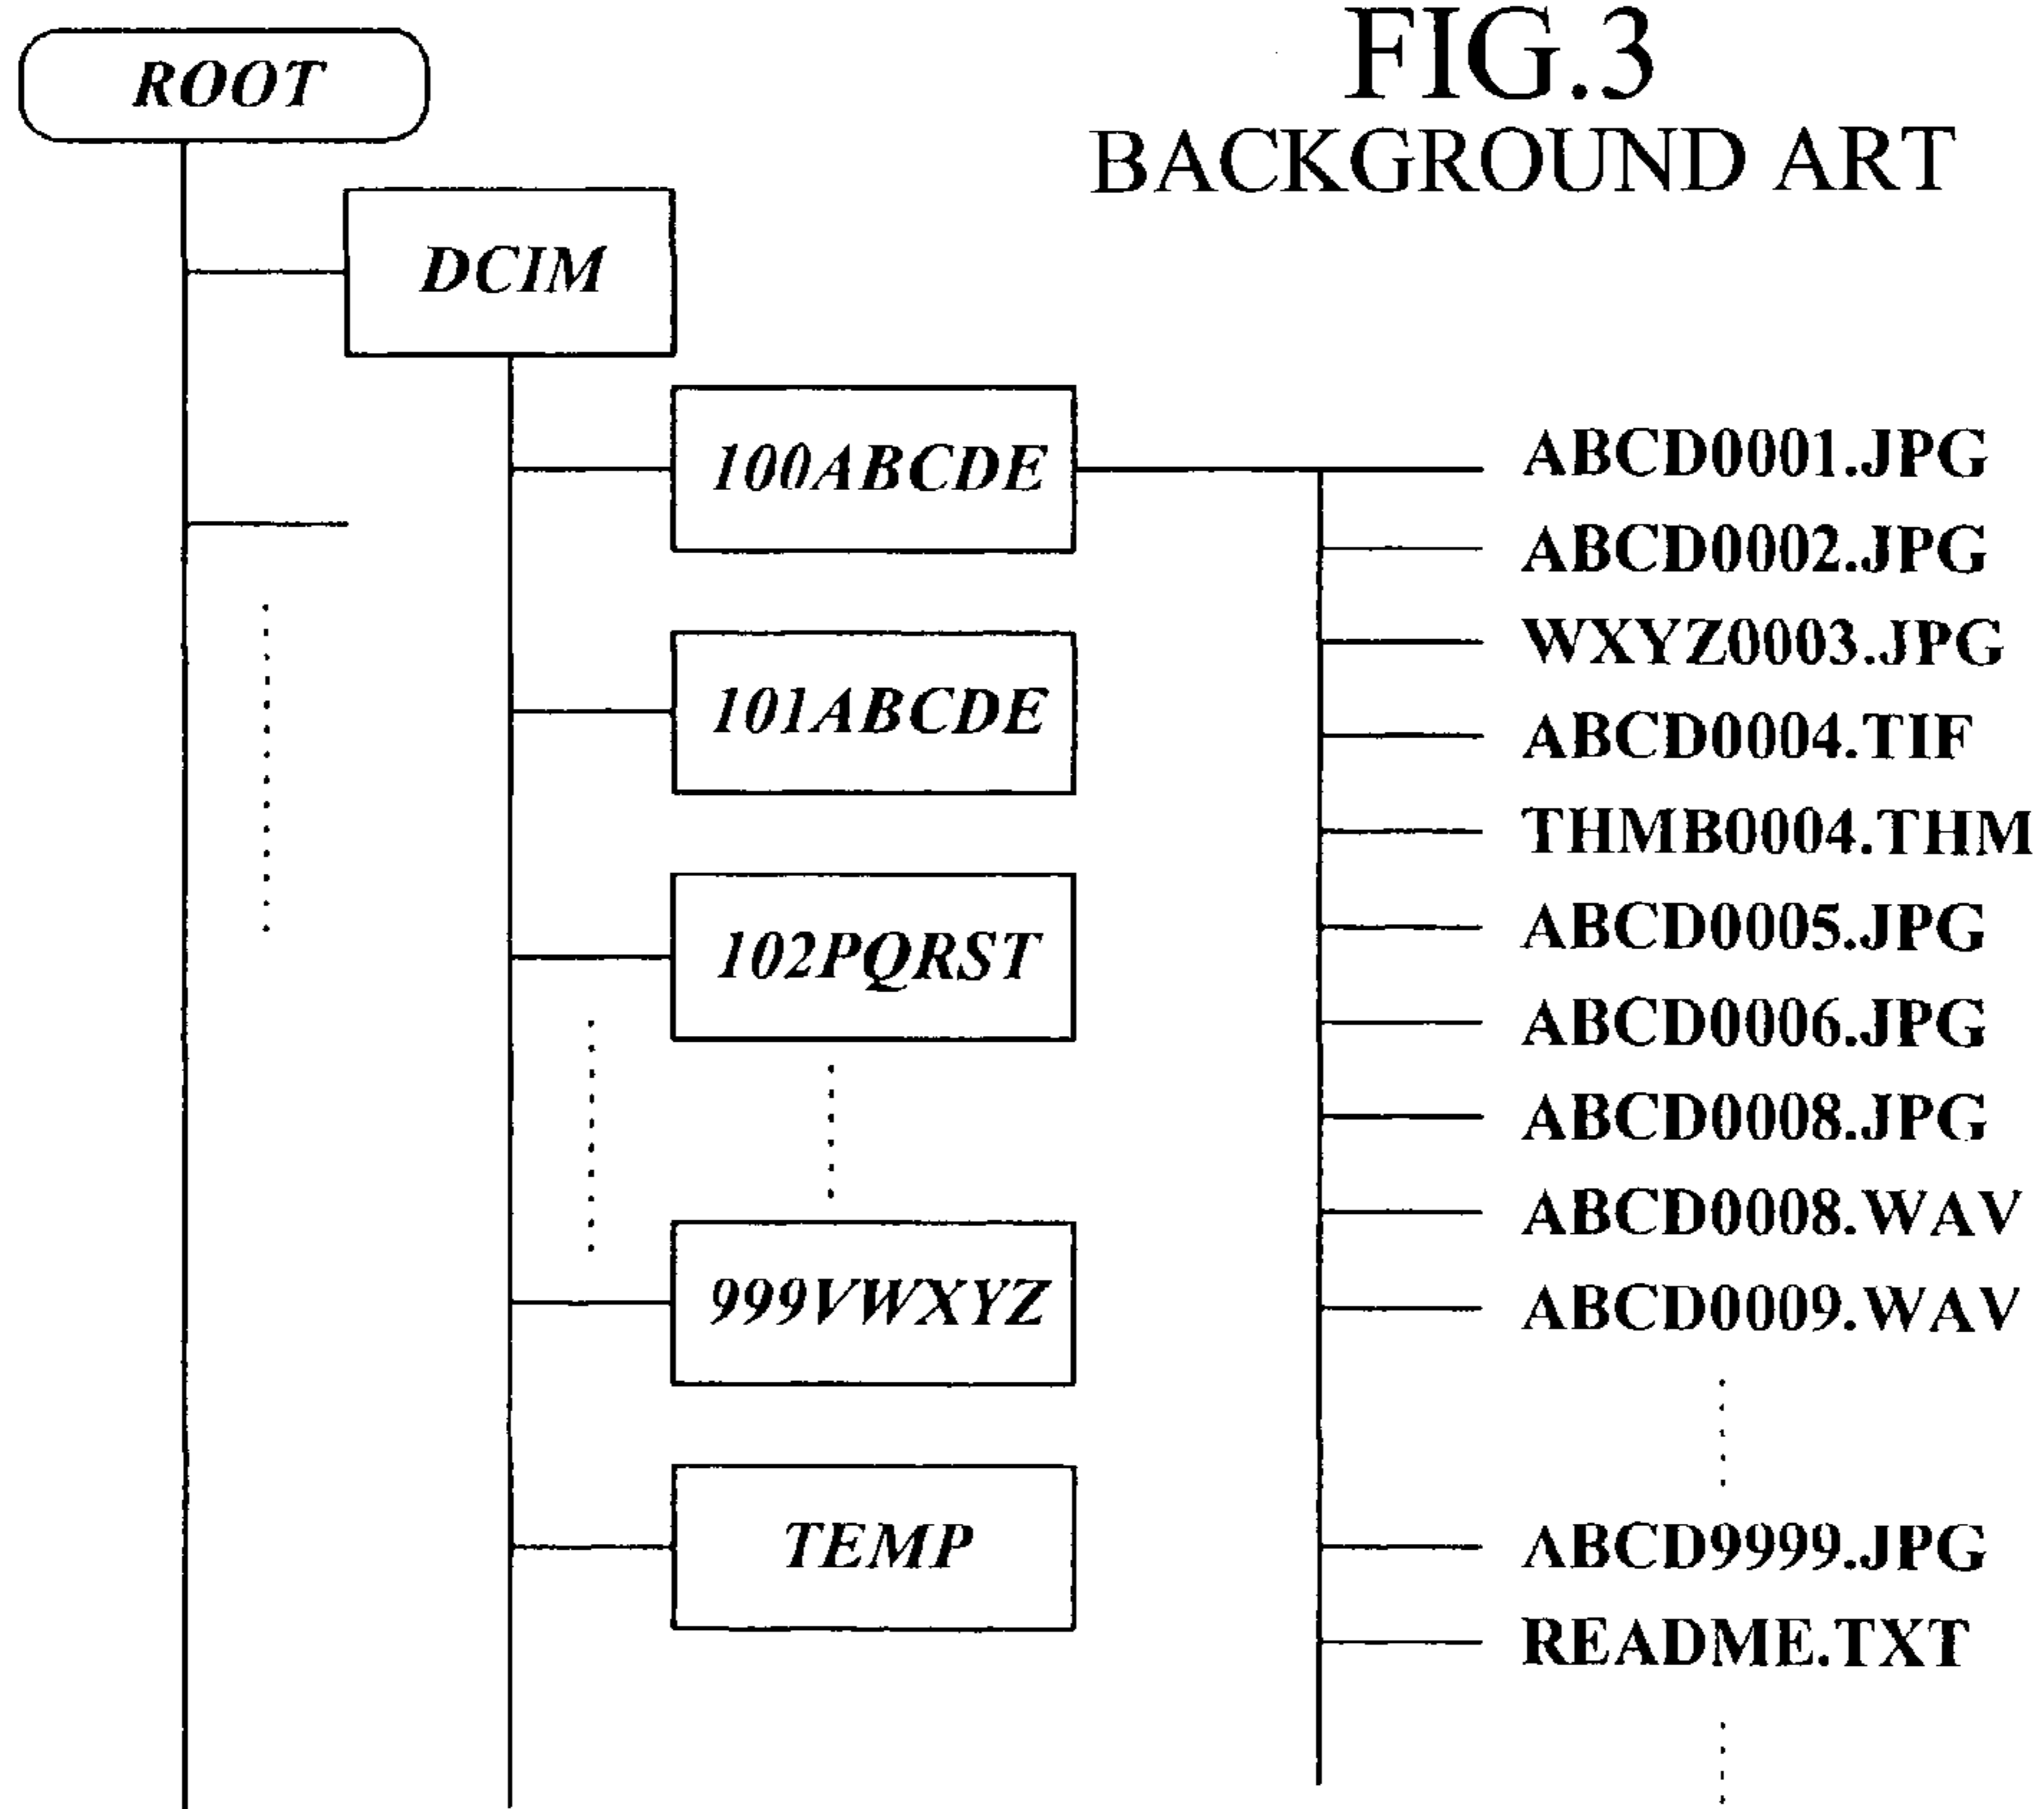 FIG.3
BACKGROUND ART
ROOT
DCIM
100ABCDE
101ABCDE
102PQRST
999VWXYZ
TEMP
ABCD0001.JPG
ABCD0002.JPG
WXYZ0003.JPG
ABCD0004.TIF
THMB0004.THM
ABCD0005.JPG
ABCD0006.JPG
ABCD0008.JPG
ABCD0008.WAV
ABCD0009.WAV
ABCD9999.JPG
README.TXT